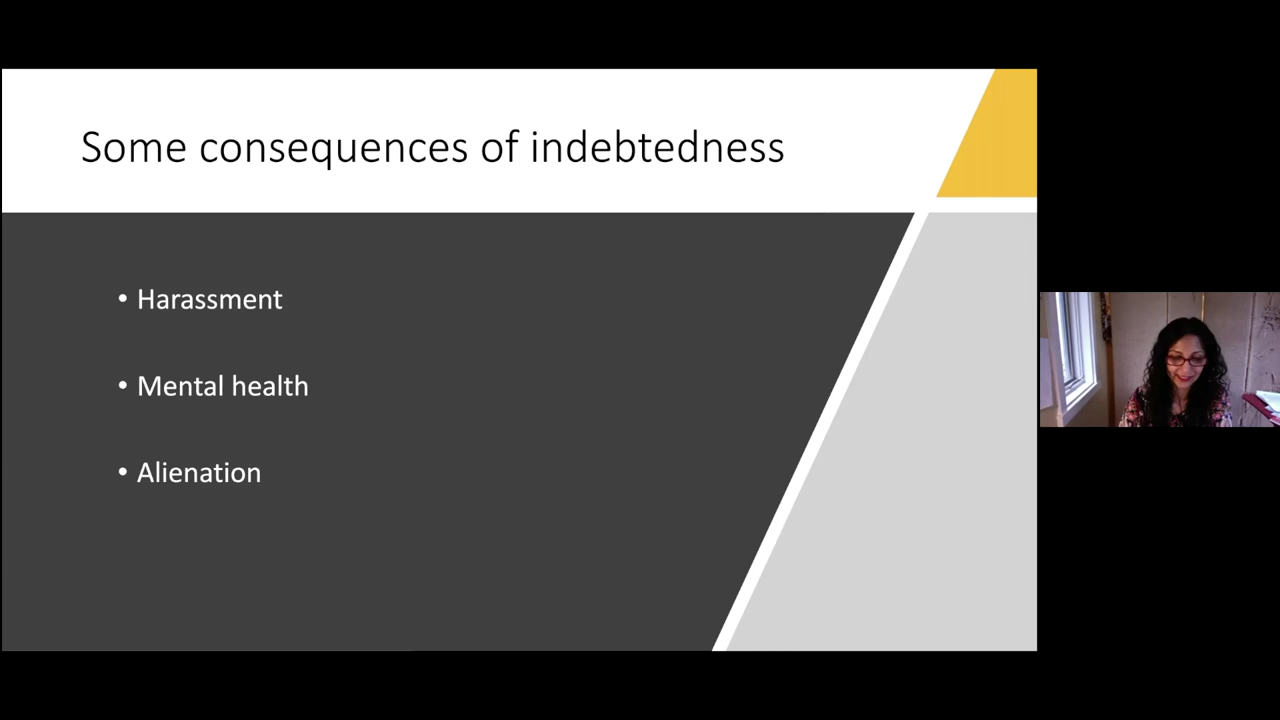 Some consequences of indebtedness
• Harassment
• Mental health
• Alienation